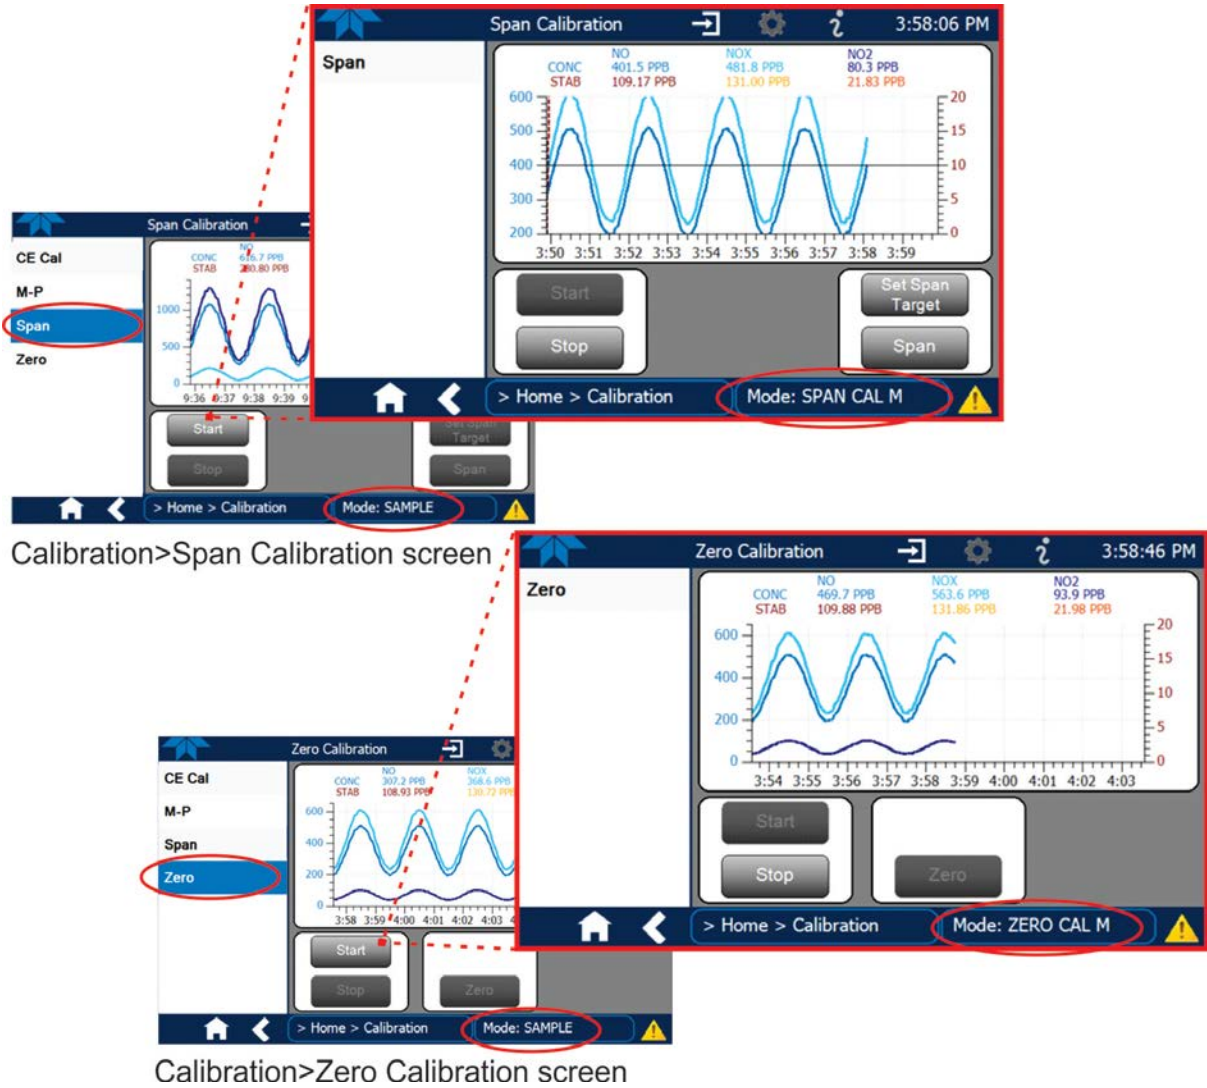 Span Calibration 3:58:06 PM
Span
NO NOX NO2
CONC 401.5 PPB 481.8 PPB 80.3 PPB
STAB 109.17 PPB 131.00 PPB 21.83 PPB
600 20
500 15
400 10
300 5
200 0
3:50 3:51 3:52 3:53 3:54 3:55 3:56 3:57 3:58 3:59
Start
Stop
Set Span
Target
Span
> Home > Calibration Mode: SPAN CAL M
Span Calibration
CE Cal
M-P
Span
Zero
NO
CONC 616.7 PPB
STAB PPB
1000
500
0
9:36 9:37 9:38 9:39 9
Start
Stop
Set Span
Target
Span
> Home > Calibration Mode: SAMPLE
Calibration>Span Calibration screen
Zero Calibration 3:58:46 PM
Zero
NO NOX NO2
CONC 469.7 PPB 563.6 PPB 93.9 PPB
STAB 109.88 PPB 131.86 PPB 21.98 PPB
600 20
400 15
200 10
0 5
0
3:54 3:55 3:56 3:57 3:58 3:59 4:00 4:01 4:02 4:03
Start
Stop
Zero
> Home > Calibration Mode: ZERO CAL M
Zero Calibration
CE Cal
M-P
Span
Zero
NO NOX
CONC 307.2 PPB 368.6 PPB
STAB 108.93 PPB 130.72 PPB
600
400
200
0
3:58 3:59 4:00 4:01 4:02 4:03 4
Start
Stop
Zero
> Home > Calibration Mode: SAMPLE
Calibration>Zero Calibration screen